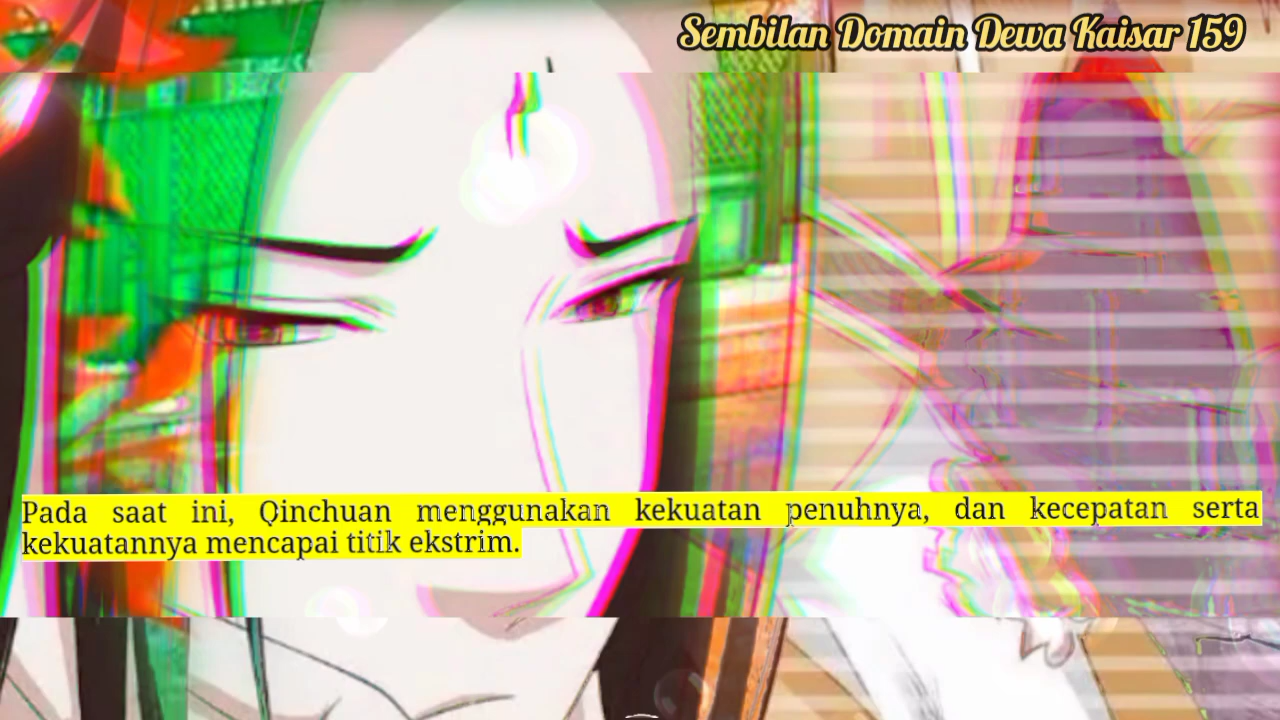 Sembilan Domain Dewa Kaisar 159
Pada saat ini, Qinchuan menggunakan kekuatan penuhnya, dan kecepatan serta
kekuatannya mencapai titik ekstrim.